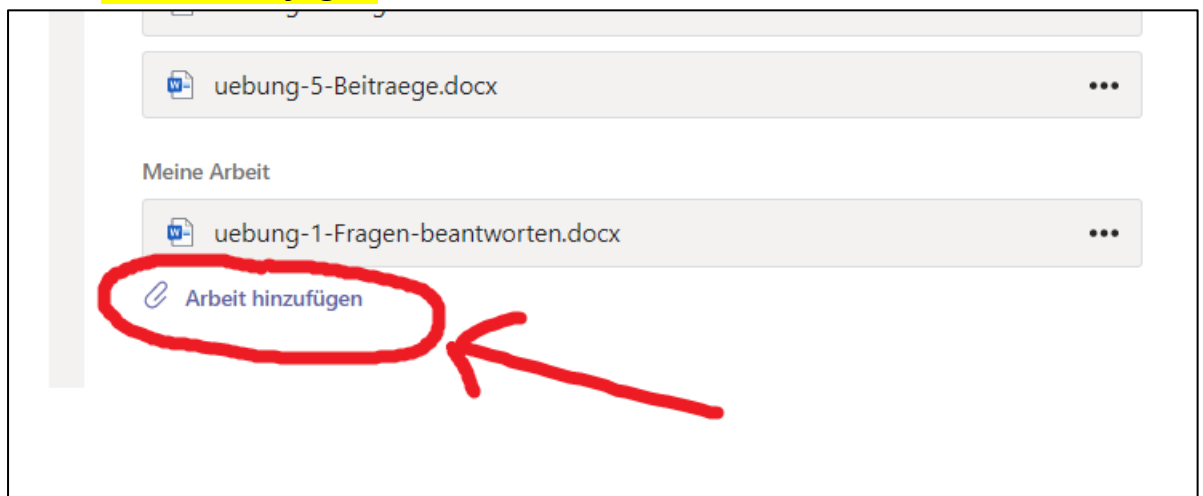 uebung-5-Beitraege.docx
Meine Arbeit
uebung-1-Fragen-beantworten.docx
Arbeit hinzufügen